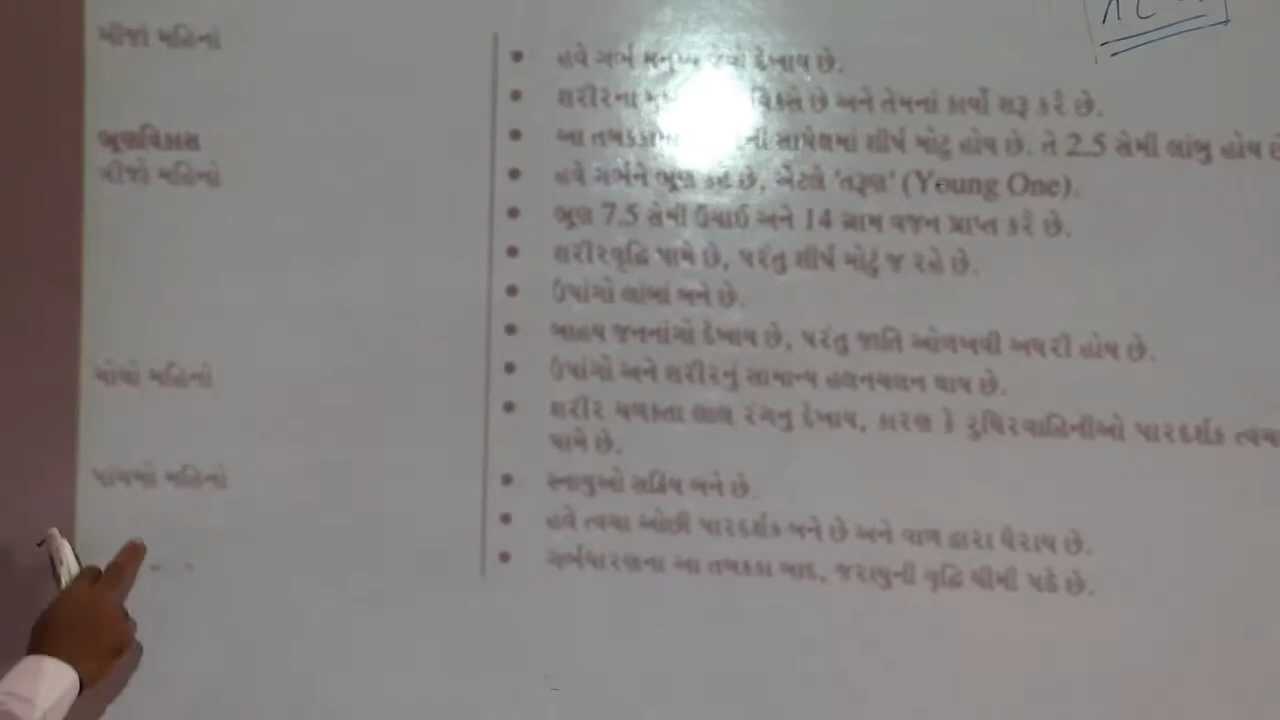 બીજો મહિનો
હવે ગર્ભ મનુષ્ય જેવો દેખાય છે.
શરીરના વિકસે છે અને તેમનાં કાર્યો શરૂ કરે છે.
ભ્રૂણવિકાસ
આ તબક્કામાં ની સાપેક્ષમાં શીર્ષ મોટુ હોય છે. તે 2.5 સેમી લાંબુ હોય છે
ત્રીજો મહિનો
હવે ગર્ભને ભ્રૂણ કહે છે, એટલે 'તરૂણ' (Young One).
ભ્રૂણ 7.5 સેમી ઉંચાઈ અને 14 ગ્રામ વજન પ્રાપ્ત કરે છે.
શરીરવૃદ્ધિ પામે છે, પરંતુ શીર્ષ મોટું જ રહે છે.
ઉપાંગો લાંબાં બને છે.
બાહ્ય જનનાંગો દેખાય છે, પરંતુ જાતિ ઓળખવી અઘરી હોય છે.
ચોથો મહિનો
ઉપાંગો અને શરીરનું સામાન્ય હલનચલન થાય છે.
શરીર ચળકતા લાલ રંગનુ દેખાય, કારણ કે રુધિરવાહિનીઓ પારદર્શક ત્વચા
પામે છે.
પાંચમો મહિનો
સ્નાયુઓ સક્રિય બને છે.
હવે ત્વચા ઓછી પારદર્શક બને છે અને વાળ દ્વારા ઘેરાય છે.
ગર્ભધારણના આ તબક્કા બાદ, જરાયુની વૃદ્ધિ ધીમી પડે છે.